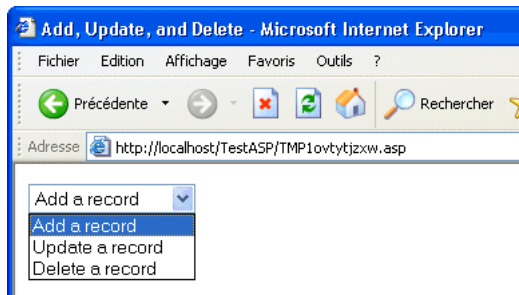 Add, Update, and Delete - Microsoft Internet Explorer
Fichier Edition Affichage Favoris Outils ?
Précédente Rechercher
Adresse http://localhost/TestASP/TMP1ovtytjzxw.asp
Add a record
Add a record
Update a record
Delete a record